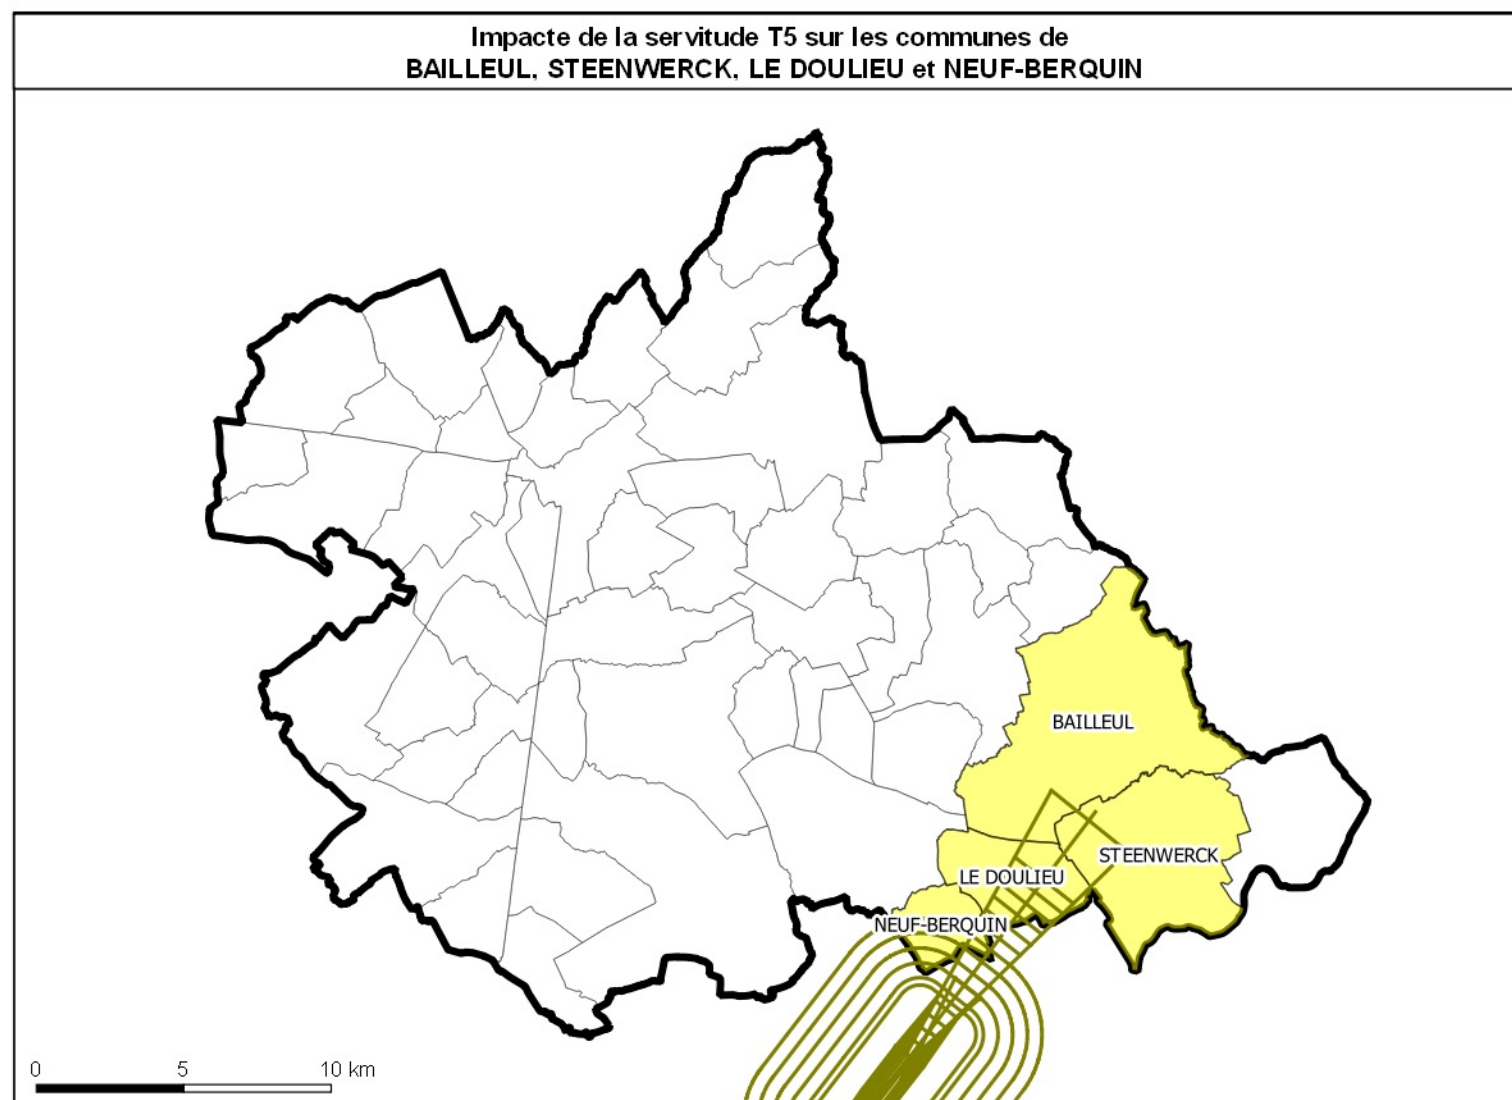 Impacte de la servitude T5 sur les communes de
BAILLEUL, STEENWERCK, LE DOULIEU et NEUF-BERQUIN
BAILLEUL
STEENWERCK
LE DOULIEU
NEUF-BERQUIN
0 5 10 km